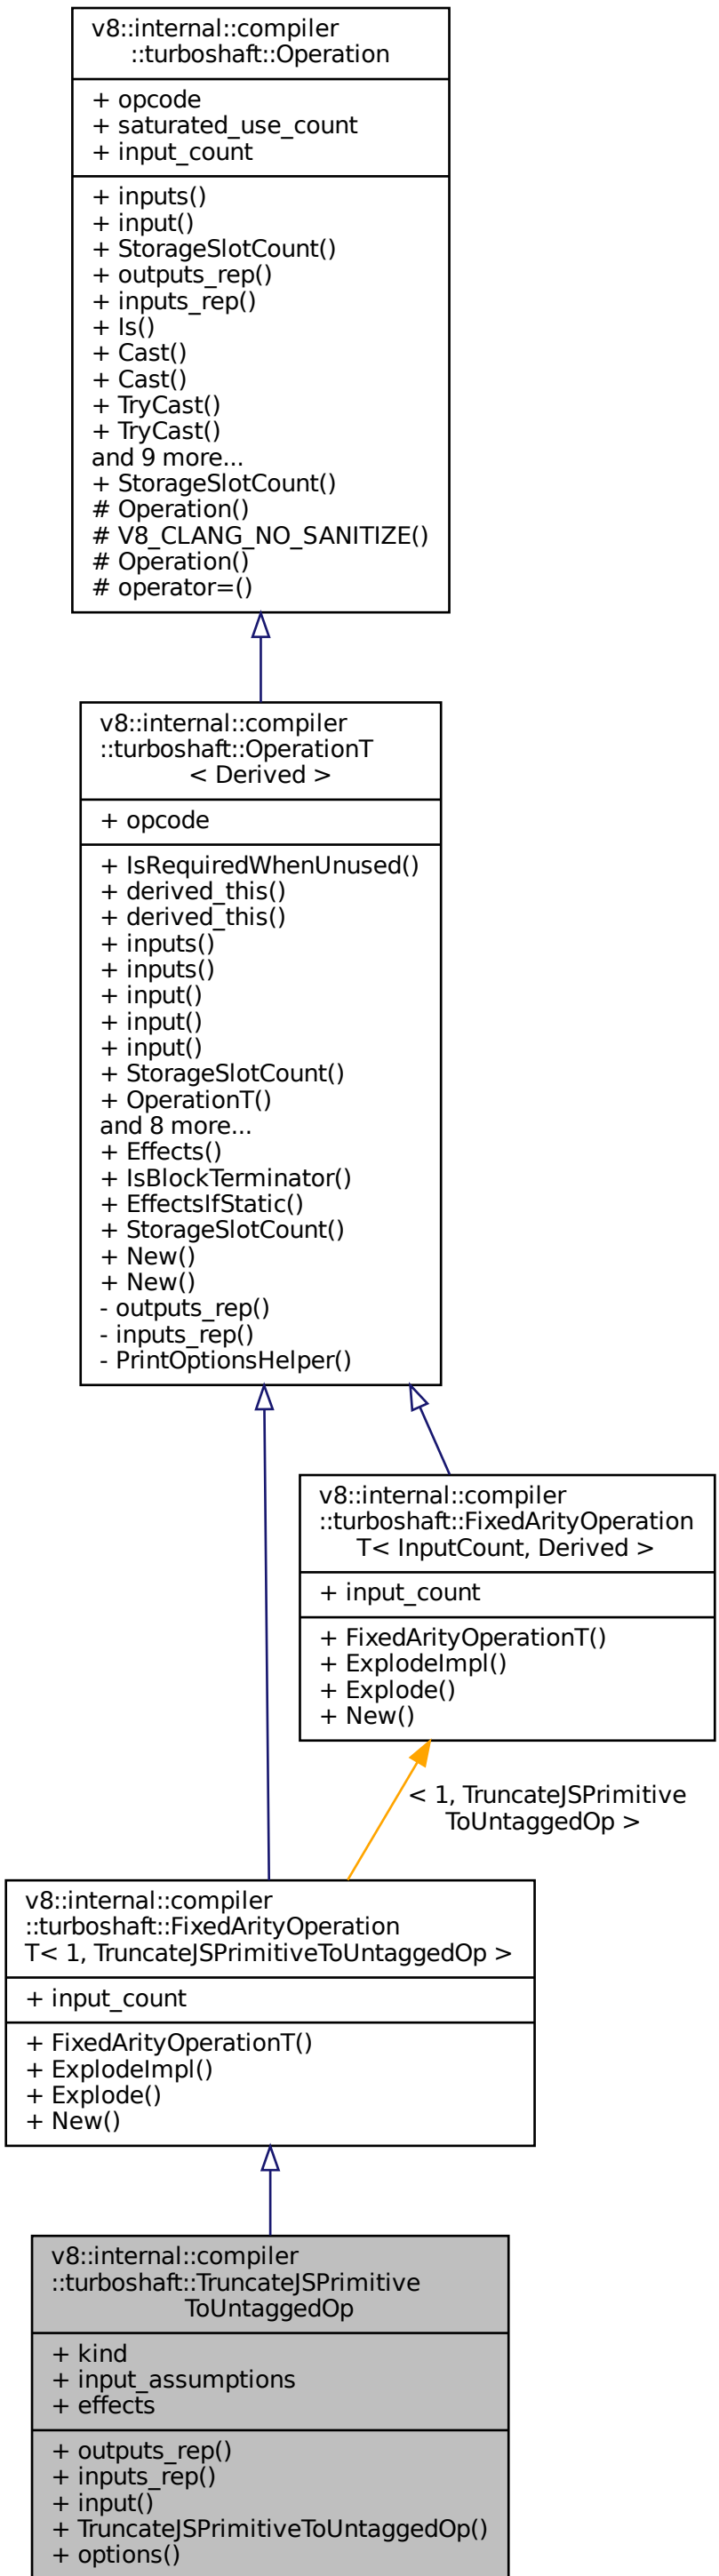 v8::internal::compiler
::turboshaft::Operation
+ opcode
+ saturated_use_count
+ input_count
+ inputs()
+ input()
+ StorageSlotCount()
+ outputs_rep()
+ inputs_rep()
+ Is()
+ Cast()
+ Cast()
+ TryCast()
+ TryCast()
and 9 more...
+ StorageSlotCount()
# Operation()
# V8_CLANG_NO_SANITIZE()
# Operation()
# operator=()
v8::internal::compiler
::turboshaft::OperationT
< Derived >
+ opcode
+ IsRequiredWhenUnused()
+ derived_this()
+ derived_this()
+ inputs()
+ inputs()
+ input()
+ input()
+ input()
+ StorageSlotCount()
+ OperationT()
and 8 more...
+ Effects()
+ IsBlockTerminator()
+ EffectsIfStatic()
+ StorageSlotCount()
+ New()
+ New()
- outputs_rep()
- inputs_rep()
- PrintOptionsHelper()
v8::internal::compiler
::turboshaft::FixedArityOperation
T< InputCount, Derived >
+ input_count
+ FixedArityOperationT()
+ ExplodeImpl()
+ Explode()
+ New()
< 1, TruncateJSPrimitive
ToUntaggedOp >
v8::internal::compiler
::turboshaft::FixedArityOperation
T< 1, TruncateJSPrimitiveToUntaggedOp >
+ input_count
+ FixedArityOperationT()
+ ExplodeImpl()
+ Explode()
+ New()
v8::internal::compiler
::turboshaft::TruncateJSPrimitive
ToUntaggedOp
+ kind
+ input_assumptions
+ effects
+ outputs_rep()
+ inputs_rep()
+ input()
+ TruncateJSPrimitiveToUntaggedOp()
+ options()